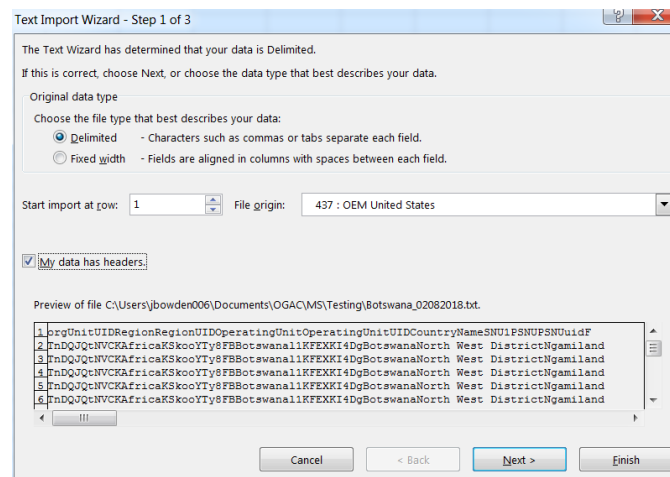 Text Import Wizard - Step 1 of 3
The Text Wizard has determined that your data is Delimited.
If this is correct, choose Next, or choose the data type that best describes your data.
Original data type
Choose the file type that best describes your data:
Delimited - Characters such as commas or tabs separate each field.
Fixed width - Fields are aligned in columns with spaces between each field.
Start import at row: 1 File origin: 437 : OEM United States
My data has headers.
Preview of file C:\Users\jbowden006\Documents\OGAC\MS\Testing\Botswana_02082018.txt.
1 orgUnitUIDRegionRegionUIDOperatingUnitOperatingUnitUIDCountryNameSNU1PSNUPSNUuidF
2 TnDQJQtNVCKAfricaKSkooYTy8FBBotswanal1KFEXKI4DgBotswanaNorth West DistrictNgamiland
3 TnDQJQtNVCKAfricaKSkooYTy8FBBotswanal1KFEXKI4DgBotswanaNorth West DistrictNgamiland
4 TnDQJQtNVCKAfricaKSkooYTy8FBBotswanal1KFEXKI4DgBotswanaNorth West DistrictNgamiland
5 TnDQJQtNVCKAfricaKSkooYTy8FBBotswanal1KFEXKI4DgBotswanaNorth West DistrictNgamiland
6 TnDQJQtNVCKAfricaKSkooYTy8FBBotswanal1KFEXKI4DgBotswanaNorth West DistrictNgamiland
Cancel < Back Next > Finish